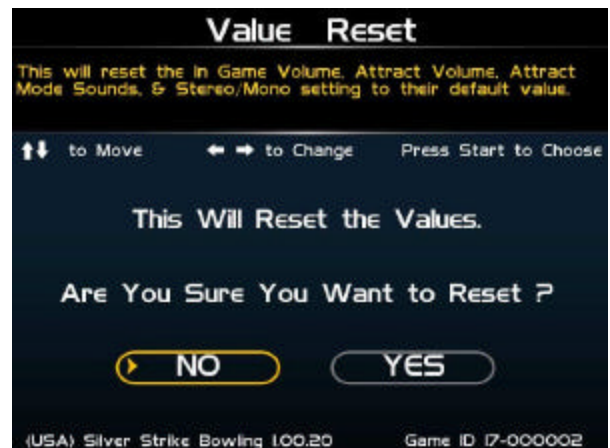 Value Reset
This will reset the In Game Volume, Attract Volume, Attract
Mode Sounds, & Stereo/Mono setting to their default value.
to Move to Change Press Start to Choose
This Will Reset the Values.
Are You Sure You Want to Reset ?
NO YES
(USA) Silver Strike Bowling 1.00.20 Game ID 17-000002